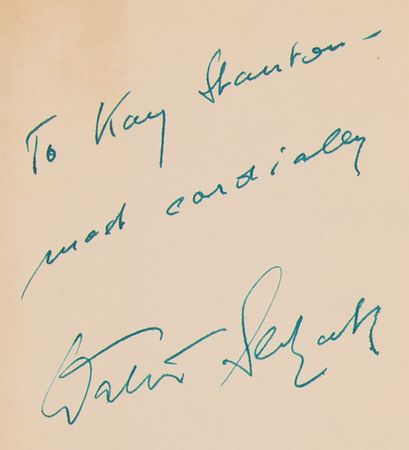 To Kay Stanton –
most cordially
Walter Slezak